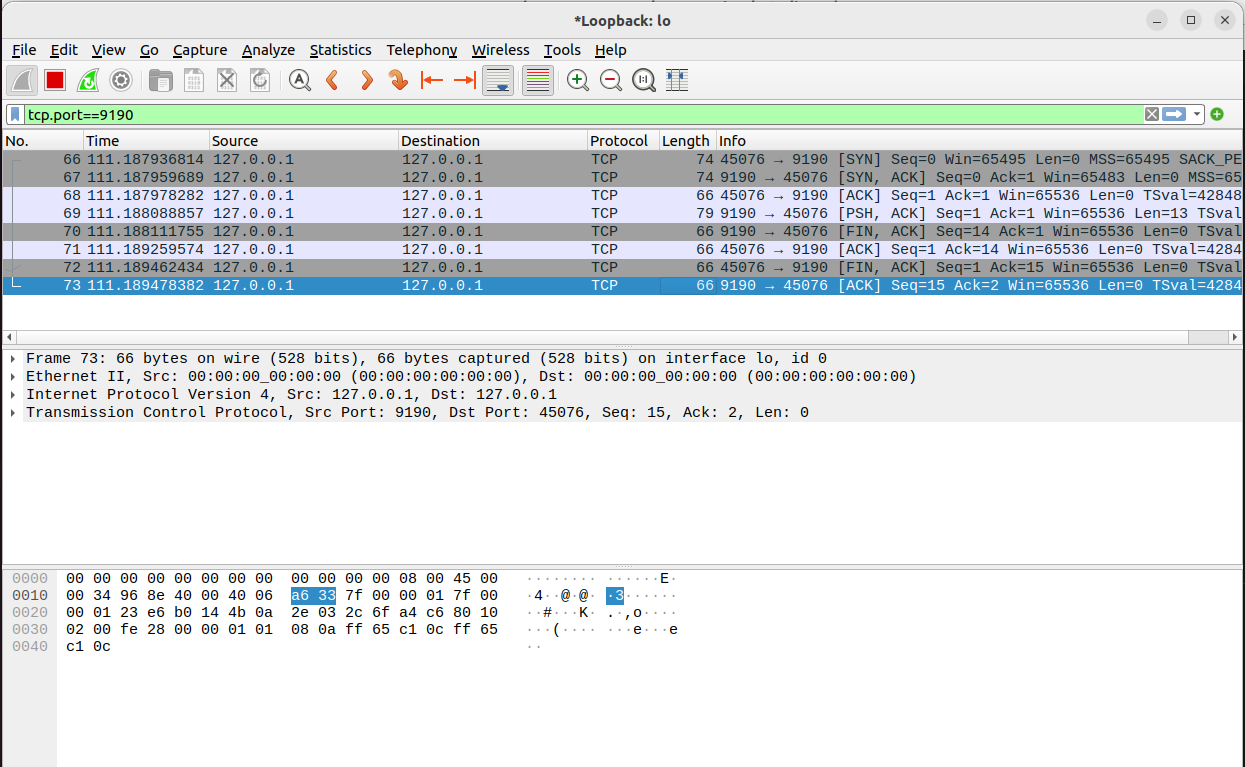 *Loopback: lo
File Edit View Go Capture Analyze Statistics Telephony Wireless Tools Help
tcp.port==9190
No. Time Source Destination Protocol Length Info
66 111.187936814 127.0.0.1 127.0.0.1 TCP 74 45076 → 9190 [SYN] Seq=0 Win=65495 Len=0 MSS=65495 SACK_PE
67 111.187959689 127.0.0.1 127.0.0.1 TCP 74 9190 → 45076 [SYN, ACK] Seq=0 Ack=1 Win=65483 Len=0 MSS=65
68 111.187978282 127.0.0.1 127.0.0.1 TCP 66 45076 → 9190 [ACK] Seq=1 Ack=1 Win=65536 Len=0 TSval=42848
69 111.188088857 127.0.0.1 127.0.0.1 TCP 79 9190 → 45076 [PSH, ACK] Seq=1 Ack=1 Win=65536 Len=13 TSval
70 111.188111755 127.0.0.1 127.0.0.1 TCP 66 9190 → 45076 [FIN, ACK] Seq=14 Ack=1 Win=65536 Len=0 TSval
71 111.189259574 127.0.0.1 127.0.0.1 TCP 66 45076 → 9190 [ACK] Seq=1 Ack=14 Win=65536 Len=0 TSval=4284
72 111.189462434 127.0.0.1 127.0.0.1 TCP 66 45076 → 9190 [FIN, ACK] Seq=1 Ack=15 Win=65536 Len=0 TSval
73 111.189478382 127.0.0.1 127.0.0.1 TCP 66 9190 → 45076 [ACK] Seq=15 Ack=2 Win=65536 Len=0 TSval=4284
Frame 73: 66 bytes on wire (528 bits), 66 bytes captured (528 bits) on interface lo, id 0
Ethernet II, Src: 00:00:00_00:00:00 (00:00:00:00:00:00), Dst: 00:00:00_00:00:00 (00:00:00:00:00:00)
Internet Protocol Version 4, Src: 127.0.0.1, Dst: 127.0.0.1
Transmission Control Protocol, Src Port: 9190, Dst Port: 45076, Seq: 15, Ack: 2, Len: 0
0000 00 00 00 00 00 00 00 00 00 00 00 00 08 00 45 00 ········ ······E·
0010 00 34 96 8e 40 00 40 06 a6 33 7f 00 00 01 7f 00 ·4··@·@· ·3······
0020 00 01 23 e6 b0 14 4b 0a 2e 03 2c 6f a4 c6 80 10 ··#···K· .·,o····
0030 02 00 fe 28 00 00 01 01 08 0a ff 65 c1 0c ff 65 ···(···· ···e···e
0040 c1 0c ··